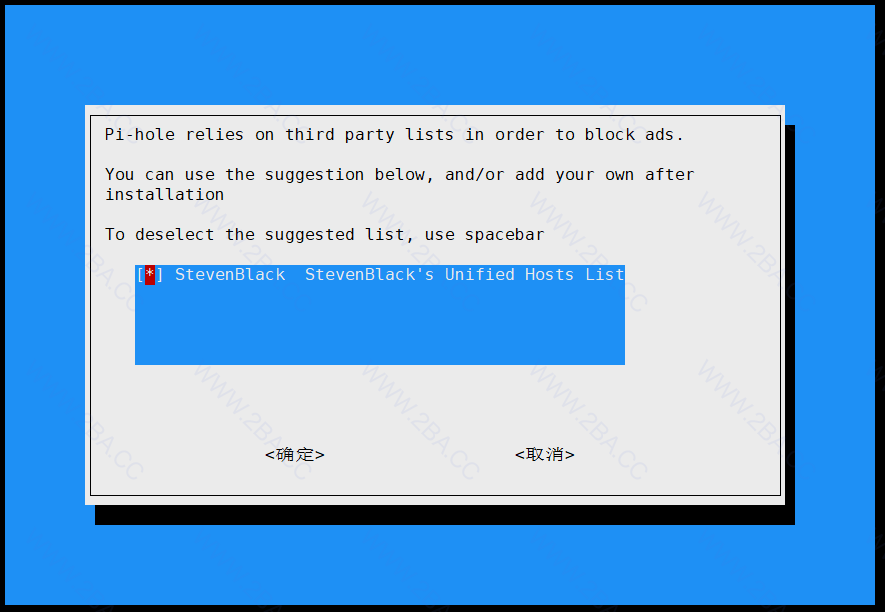 Pi-hole relies on third party lists in order to block ads.
You can use the suggestion below, and/or add your own after
installation
To deselect the suggested list, use spacebar
[*] StevenBlack  StevenBlack's Unified Hosts List
<确定> <取消>
WWW.2BA.CC